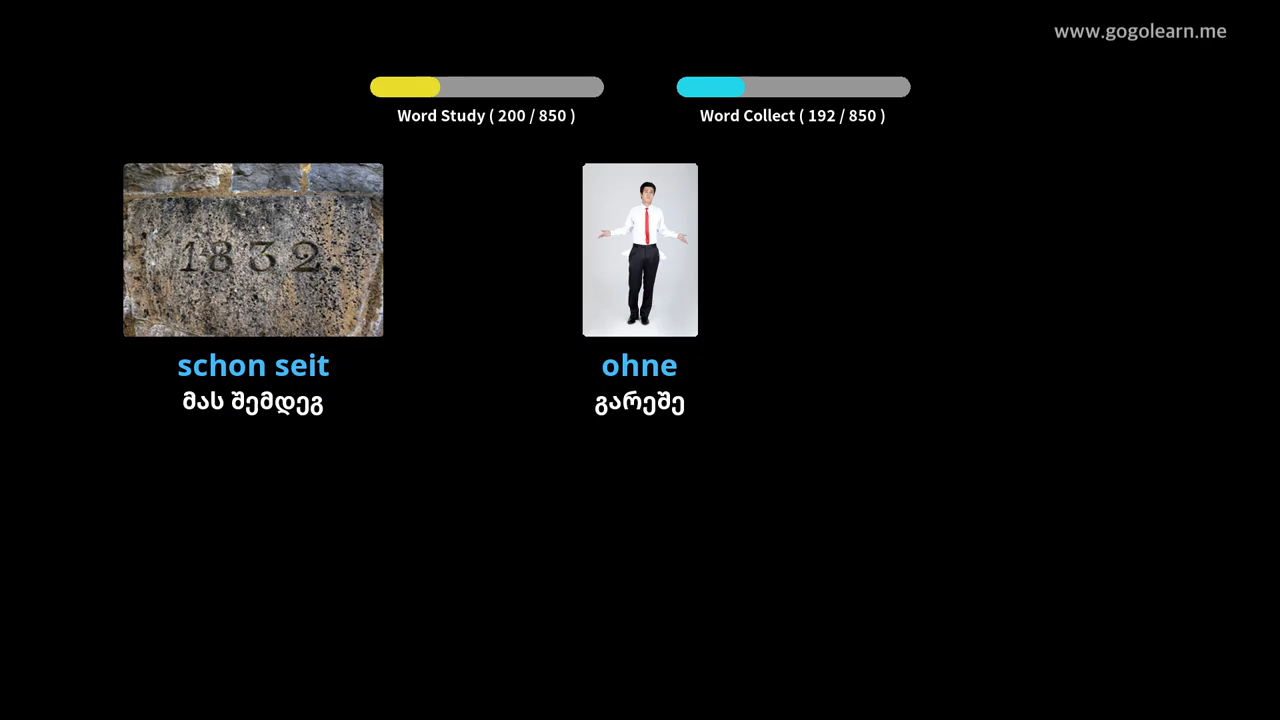 www.gogolearn.me
Word Study ( 200 / 850 )
Word Collect ( 192 / 850 )
1832.
schon seit
ohne
მას შემდეგ
გარეშე